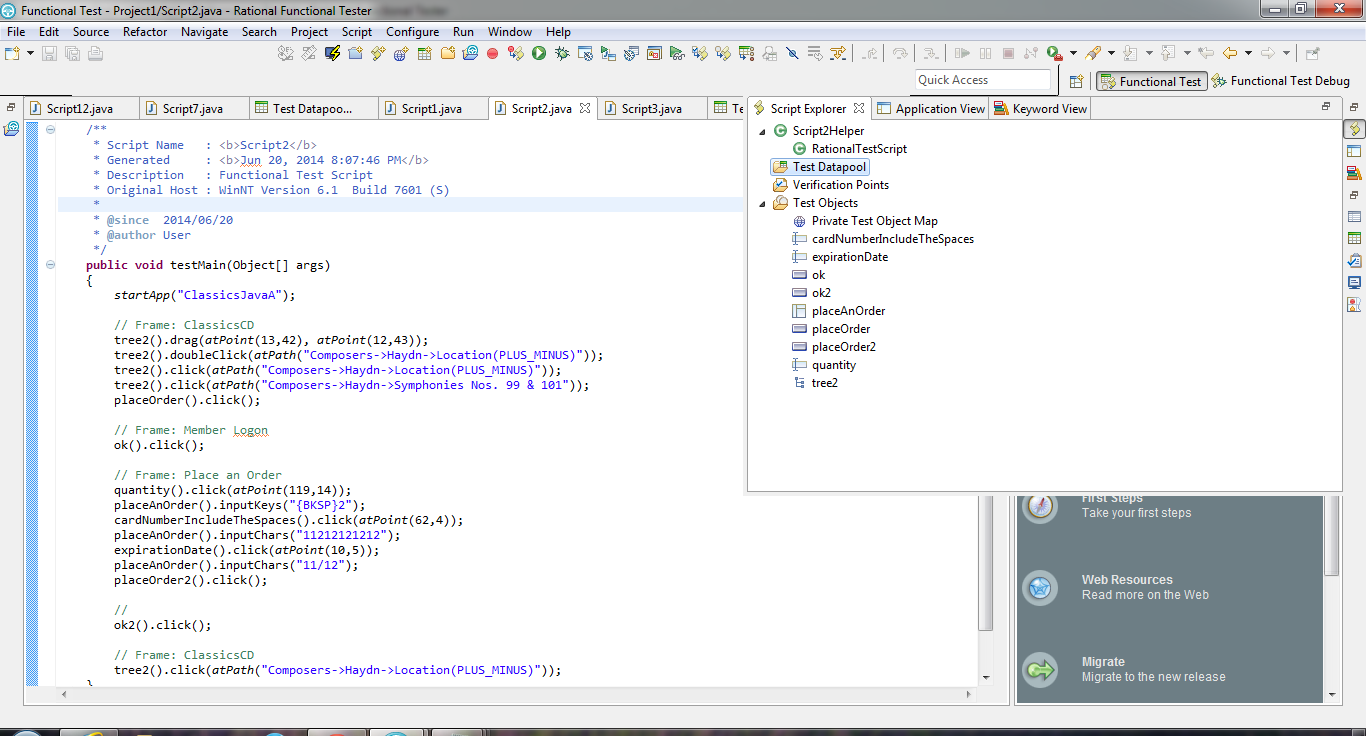 Functional Test - Project1/Script2.java - Rational Functional Tester
File Edit Source Refactor Navigate Search Project Script Configure Run Window Help
Quick Access
Functional Test
Functional Test Debug
Script12.java
Script7.java
Test Datapoo...
Script1.java
Script2.java
Script3.java
Te
/**
* Script Name : <b>Script2</b>
* Generated : <b>Jun 20, 2014 8:07:46 PM</b>
* Description : Functional Test Script
* Original Host : WinNT Version 6.1 Build 7601 (S)
*
* @since 2014/06/20
* @author User
*/
public void testMain(Object[] args)
{
startApp("ClassicsJavaA");
// Frame: ClassicsCD
tree2().drag(atPoint(13,42), atPoint(12,43));
tree2().doubleClick(atPath("Composers->Haydn->Location(PLUS_MINUS)"));
tree2().click(atPath("Composers->Haydn->Location(PLUS_MINUS)"));
tree2().click(atPath("Composers->Haydn->Symphonies Nos. 99 & 101"));
placeOrder().click();
// Frame: Member Logon
ok().click();
// Frame: Place an Order
quantity().click(atPoint(119,14));
placeAnOrder().inputKeys("{BKSP}2");
cardNumberIncludeTheSpaces().click(atPoint(62,4));
placeAnOrder().inputChars("11212121212");
expirationDate().click(atPoint(10,5));
placeAnOrder().inputChars("11/12");
placeOrder2().click();
//
ok2().click();
// Frame: ClassicsCD
tree2().click(atPath("Composers->Haydn->Location(PLUS_MINUS)"));
}
Script Explorer
Application View
Keyword View
Script2Helper
RationalTestScript
Test Datapool
Verification Points
Test Objects
Private Test Object Map
cardNumberIncludeTheSpaces
expirationDate
ok
ok2
placeAnOrder
placeOrder
placeOrder2
quantity
tree2
First Steps
Take your first steps
Web Resources
Read more on the Web
Migrate
Migrate to the new release